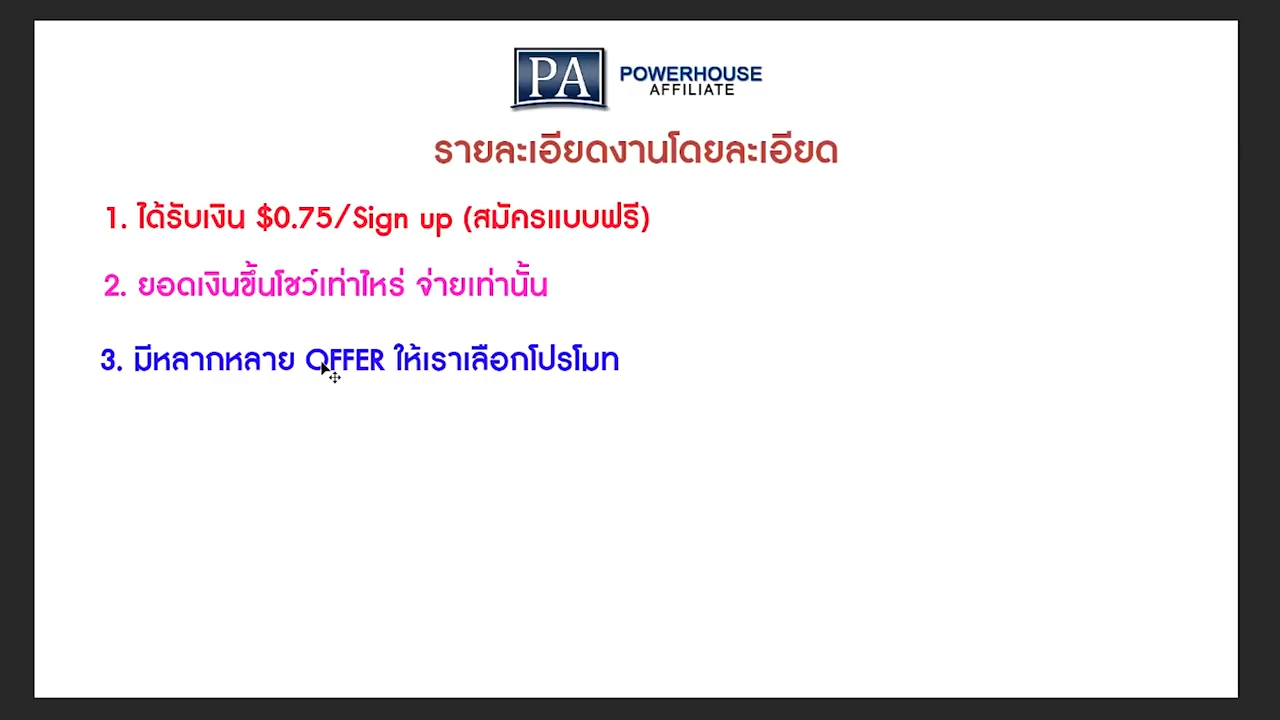 PA POWERHOUSE
AFFILIATE
รายละเอียดงานโดยละเอียด
1. ได้รับเงิน $0.75/Sign up (สมัครแบบฟรี)
2. ยอดเงินขึ้นโชว์เท่าไหร่ จ่ายเท่านั้น
3. มีหลากหลาย OFFER ให้เราเลือกโปรโมท